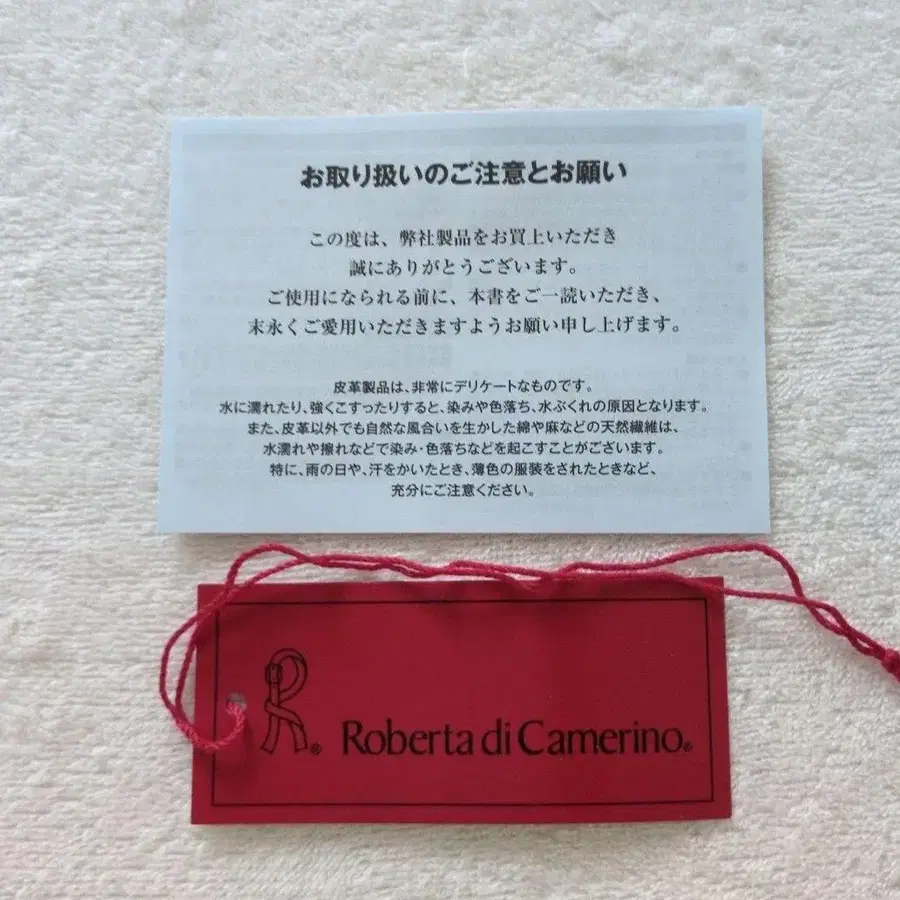 お取り扱いのご注意とお願い
この度は、弊社製品をお買上いただき
誠にありがとうございます。
ご使用になられる前に、本書をご一読いただき、
末永くご愛用いただきますようお願い申し上げます。
皮革製品は、非常にデリケートなものです。
水に濡れたり、強くこすったりすると、染みや色落ち、水ぶくれの原因となります。
また、皮革以外でも自然な風合いを生かした綿や麻などの天然繊維は、
水濡れや擦れなどで染み・色落ちなどを起こすことがございます。
特に、雨の日や、汗をかいたとき、薄色の服装をされたときなど、
充分にご注意ください。
R® Roberta di Camerino®